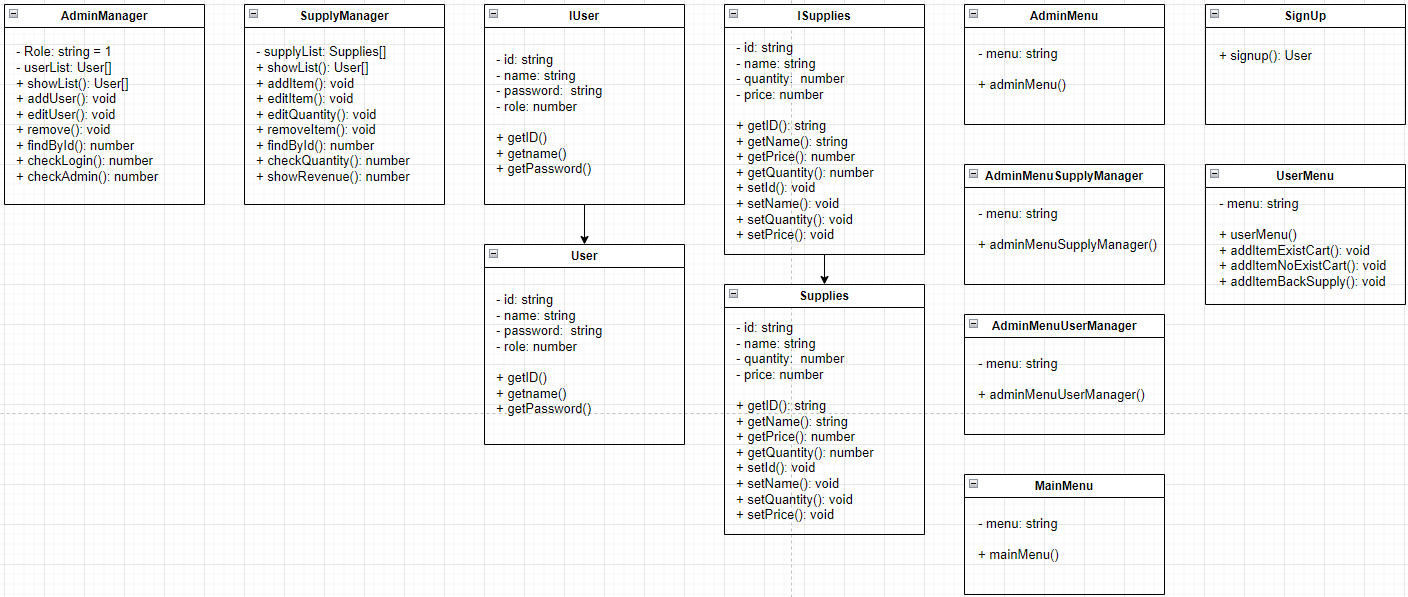 AdminManager
- Role: string = 1
- userList: User[]
+ showList(): User[]
+ addUser(): void
+ editUser(): void
+ remove(): void
+ findById(): number
+ checkLogin(): number
+ checkAdmin(): number
SupplyManager
- supplyList: Supplies[]
+ showList(): User[]
+ addItem(): void
+ editItem(): void
+ editQuantity(): void
+ removeItem(): void
+ findById(): number
+ checkQuantity(): number
+ showRevenue(): number
IUser
- id: string
- name: string
- password:  string
- role: number
+ getID()
+ getname()
+ getPassword()
User
- id: string
- name: string
- password:  string
- role: number
+ getID()
+ getname()
+ getPassword()
ISupplies
- id: string
- name: string
- quantity:  number
- price: number
+ getID(): string
+ getName(): string
+ getPrice(): number
+ getQuantity(): number
+ setId(): void
+ setName(): void
+ setQuantity(): void
+ setPrice(): void
Supplies
- id: string
- name: string
- quantity:  number
- price: number
+ getID(): string
+ getName(): string
+ getPrice(): number
+ getQuantity(): number
+ setId(): void
+ setName(): void
+ setQuantity(): void
+ setPrice(): void
AdminMenu
- menu: string
+ adminMenu()
AdminMenuSupplyManager
- menu: string
+ adminMenuSupplyManager()
AdminMenuUserManager
- menu: string
+ adminMenuUserManager()
MainMenu
- menu: string
+ mainMenu()
SignUp
+ signup(): User
UserMenu
- menu: string
+ userMenu()
+ addItemExistCart(): void
+ addItemNoExistCart(): void
+ addItemBackSupply(): void